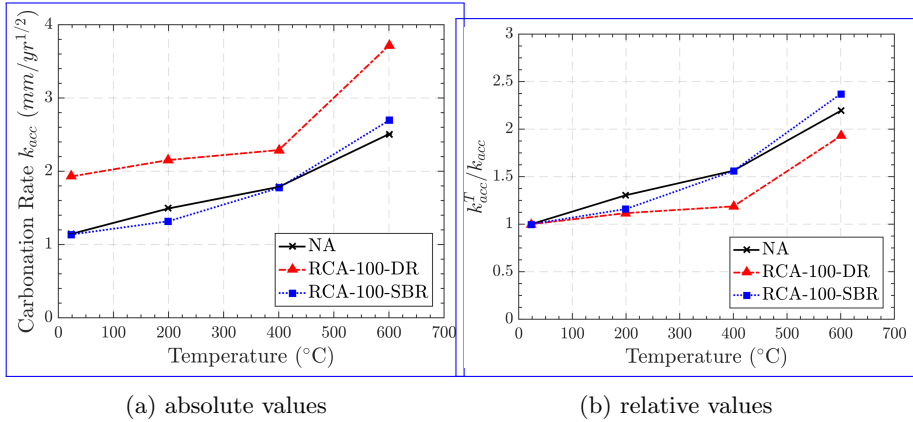 Carbonation Rate k_acc (mm/yr^1/2)
4
3
2
1
0
0 100 200 300 400 500 600 700
Temperature (°C)
NA
RCA-100-DR
RCA-100-SBR
(a) absolute values
k^T_acc/k_acc
3
2.5
2
1.5
1
0.5
0
0 100 200 300 400 500 600 700
Temperature (°C)
NA
RCA-100-DR
RCA-100-SBR
(b) relative values